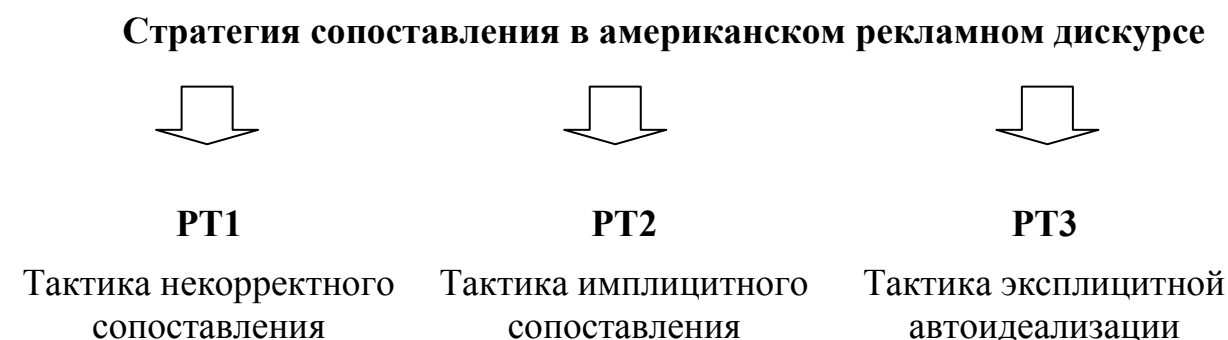 Стратегия сопоставления в американском рекламном дискурсе
РТ1
РТ2
РТ3
Тактика некорректного
сопоставления
Тактика имплицитного
сопоставления
Тактика эксплицитной
автоидеализации